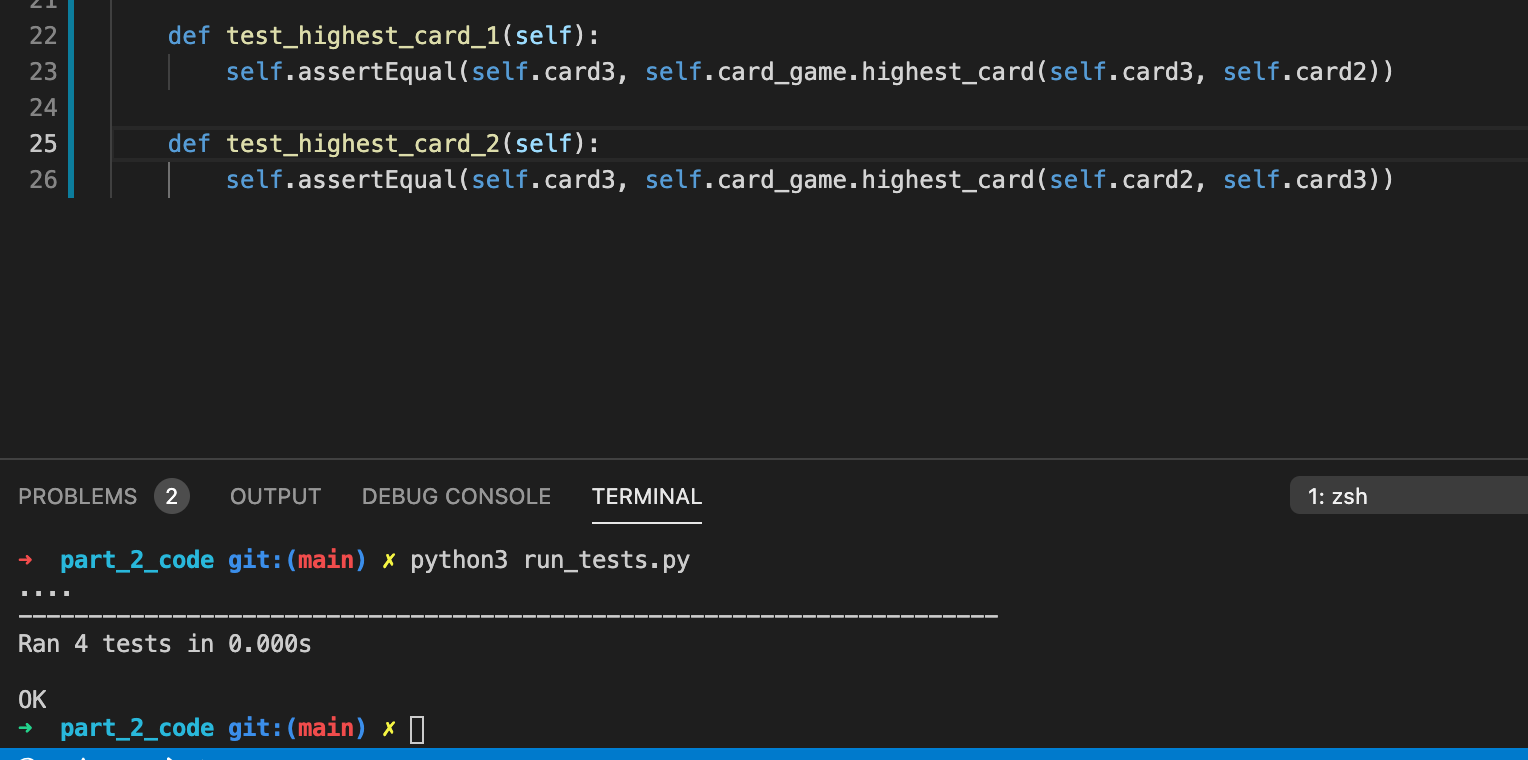 21
22 def test_highest_card_1(self):
23 self.assertEqual(self.card3, self.card_game.highest_card(self.card3, self.card2))
24
25 def test_highest_card_2(self):
26 self.assertEqual(self.card3, self.card_game.highest_card(self.card2, self.card3))
PROBLEMS 2 OUTPUT DEBUG CONSOLE TERMINAL 1: zsh
→ part_2_code git:(main) ✗ python3 run_tests.py
....
----------------------------------------------------------------------
Ran 4 tests in 0.000s
OK
→ part_2_code git:(main) ✗